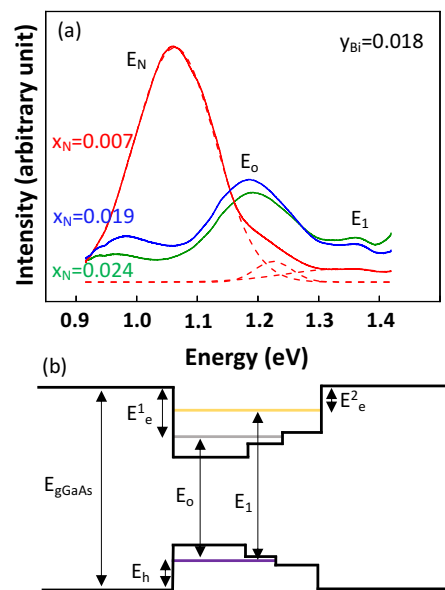 (a)
y_Bi=0.018
E_N
x_N=0.007
E_o
x_N=0.019
E_1
x_N=0.024
Intensity (arbitrary unit)
0.9 1.0 1.1 1.2 1.3 1.4 1.5
Energy (eV)
(b)
E^1_e
E^2_e
E_gGaAs
E_o
E_1
E_h